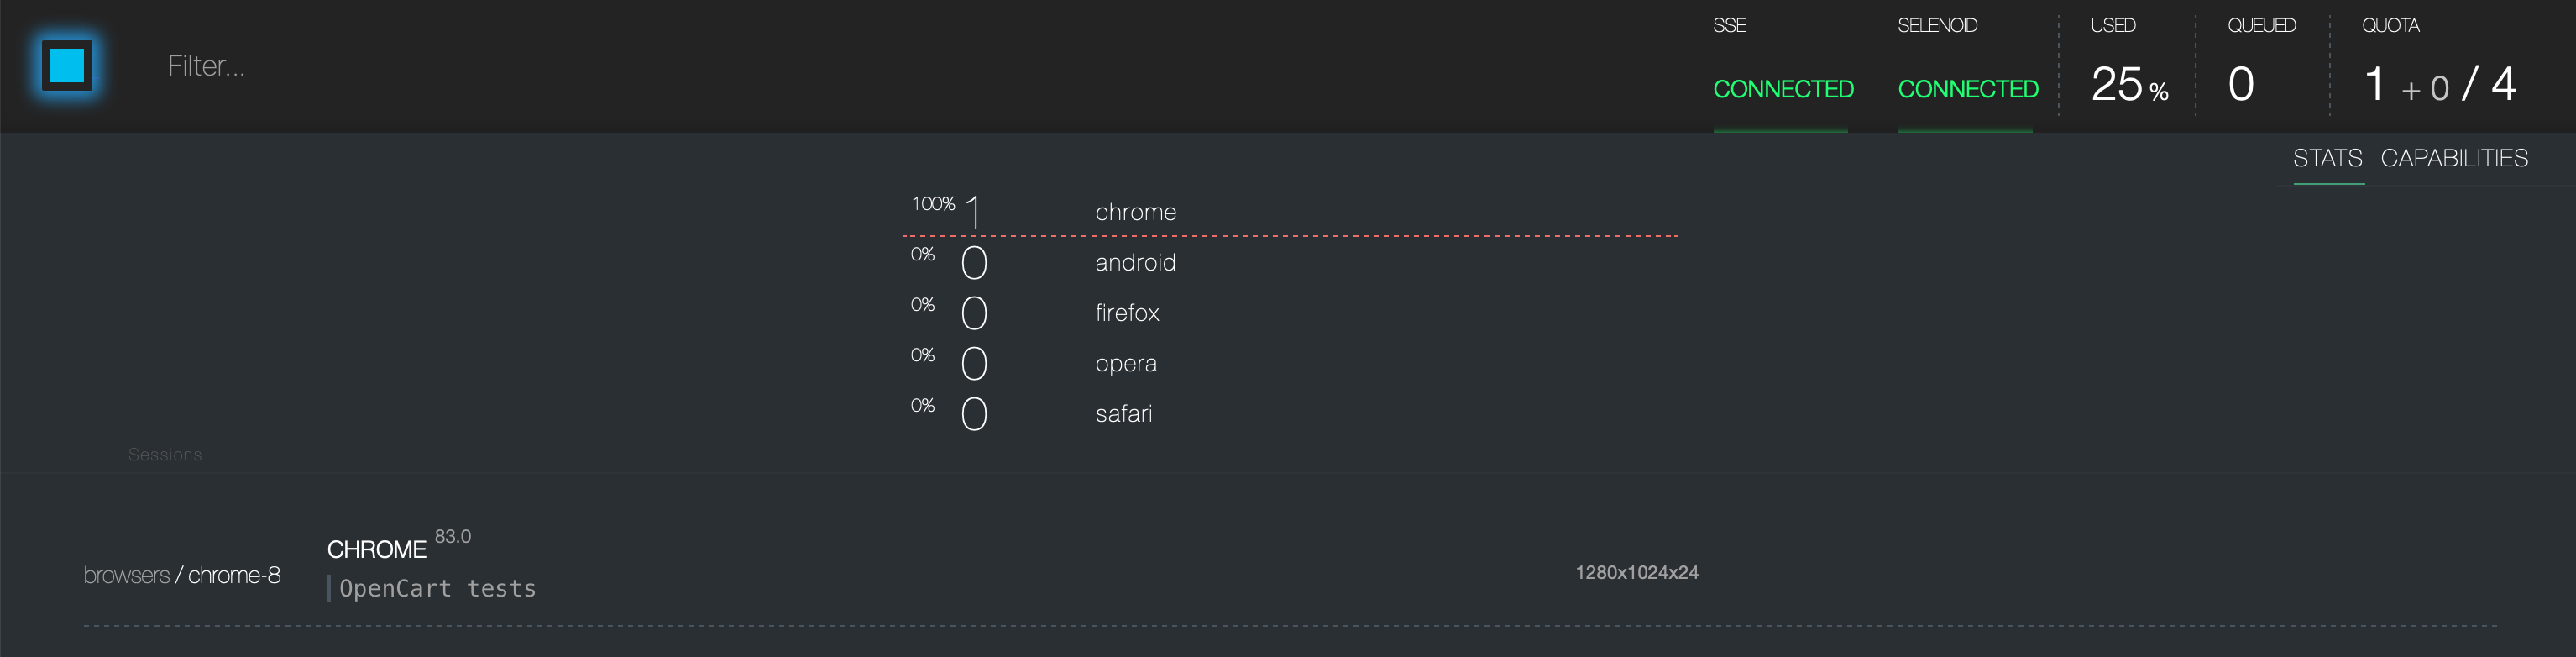 Filter...
SSE
CONNECTED
SELENOID
CONNECTED
USED
25 %
QUEUED
0
QUOTA
1 + 0 / 4
STATS CAPABILITIES
100% 1 chrome
0% 0 android
0% 0 firefox
0% 0 opera
0% 0 safari
Sessions
browsers / chrome-8
CHROME 83.0
OpenCart tests
1280x1024x24